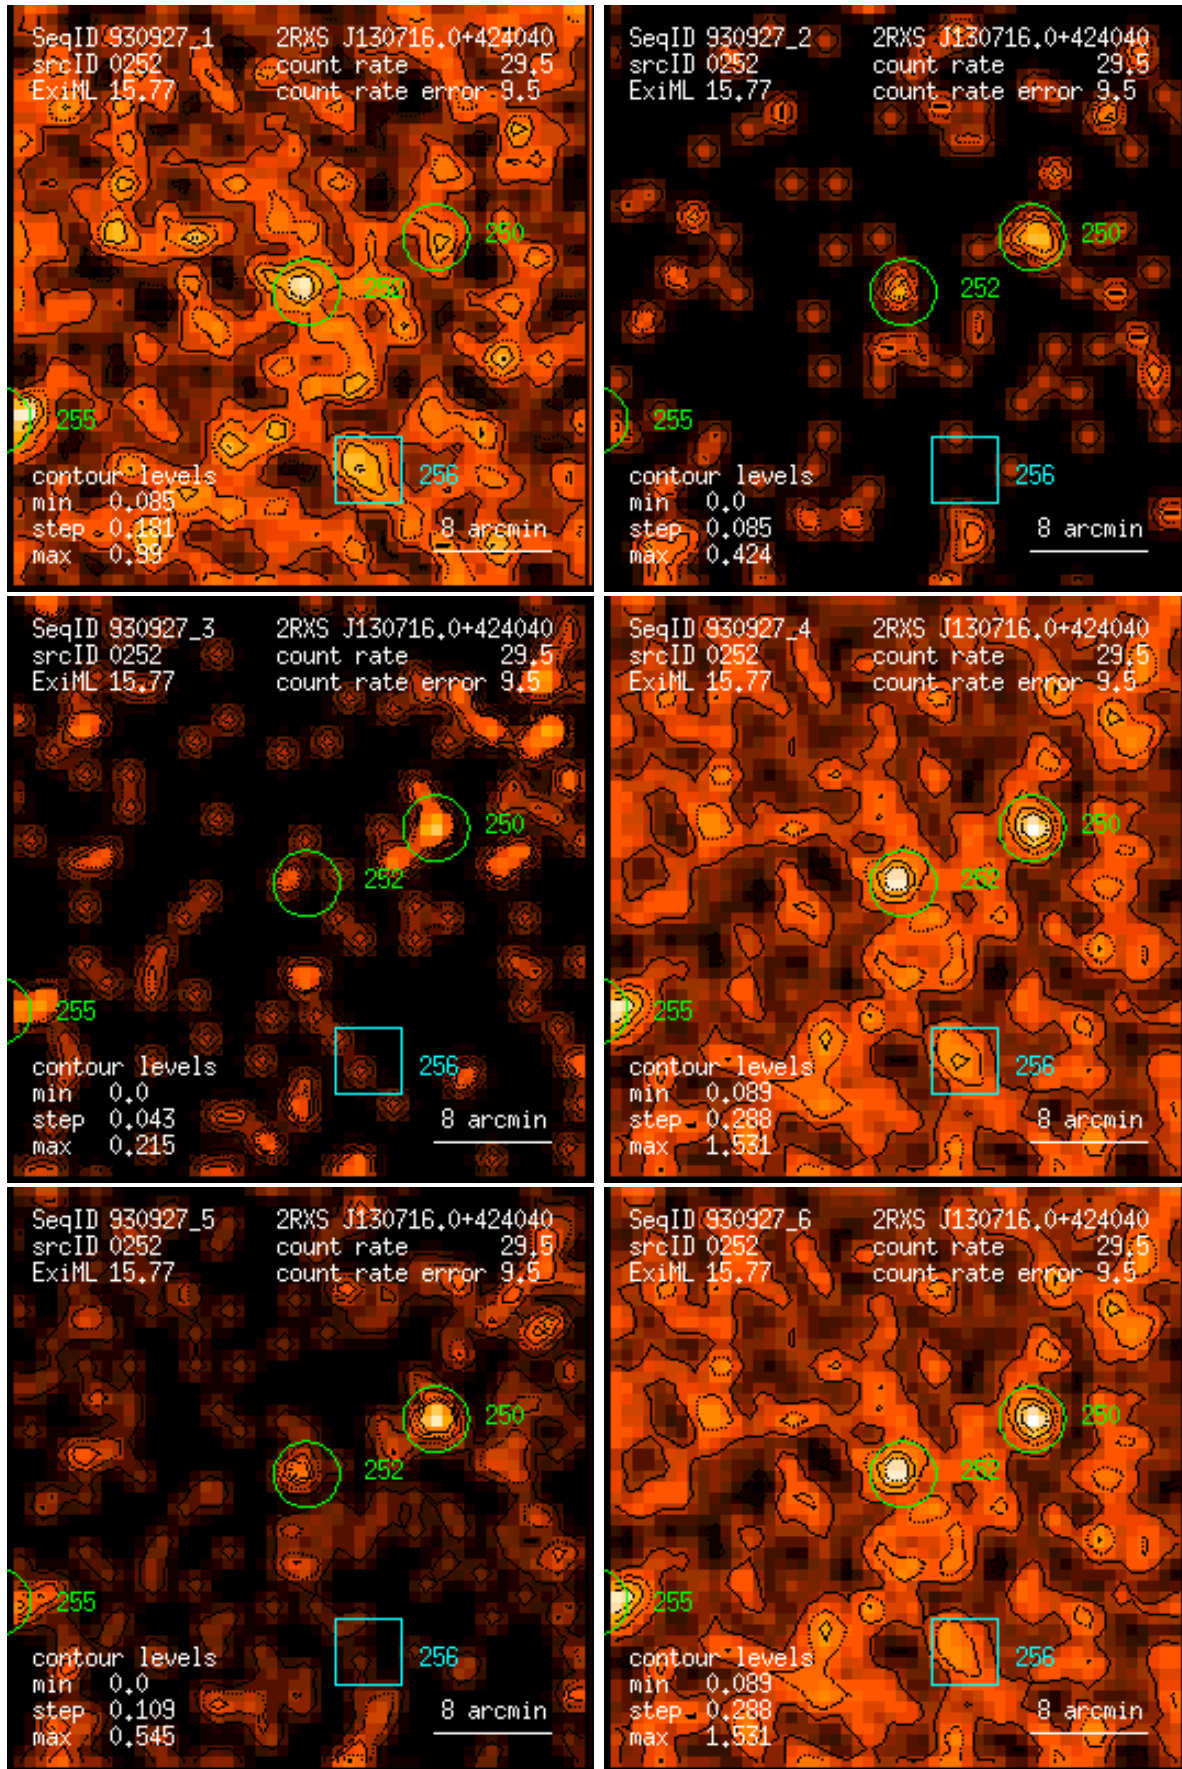 SeqID 930927_1 2RXS J130716.0+424040
srcID 0252 count rate 29.5
ExiML 15.77 count rate error 9.5
250
252
255
256
contour levels
min 0.085
step 0.181
max 0.99
8 arcmin
SeqID 930927_2 2RXS J130716.0+424040
srcID 0252 count rate 29.5
ExiML 15.77 count rate error 9.5
250
252
255
256
contour levels
min 0.0
step 0.085
max 0.424
8 arcmin
SeqID 930927_3 2RXS J130716.0+424040
srcID 0252 count rate 29.5
ExiML 15.77 count rate error 9.5
250
252
255
256
contour levels
min 0.0
step 0.043
max 0.215
8 arcmin
SeqID 930927_4 2RXS J130716.0+424040
srcID 0252 count rate 29.5
ExiML 15.77 count rate error 9.5
250
252
255
256
contour levels
min 0.089
step 0.288
max 1.531
8 arcmin
SeqID 930927_5 2RXS J130716.0+424040
srcID 0252 count rate 29.5
ExiML 15.77 count rate error 9.5
250
252
255
256
contour levels
min 0.0
step 0.109
max 0.545
8 arcmin
SeqID 930927_6 2RXS J130716.0+424040
srcID 0252 count rate 29.5
ExiML 15.77 count rate error 9.5
250
252
255
256
contour levels
min 0.089
step 0.288
max 1.531
8 arcmin